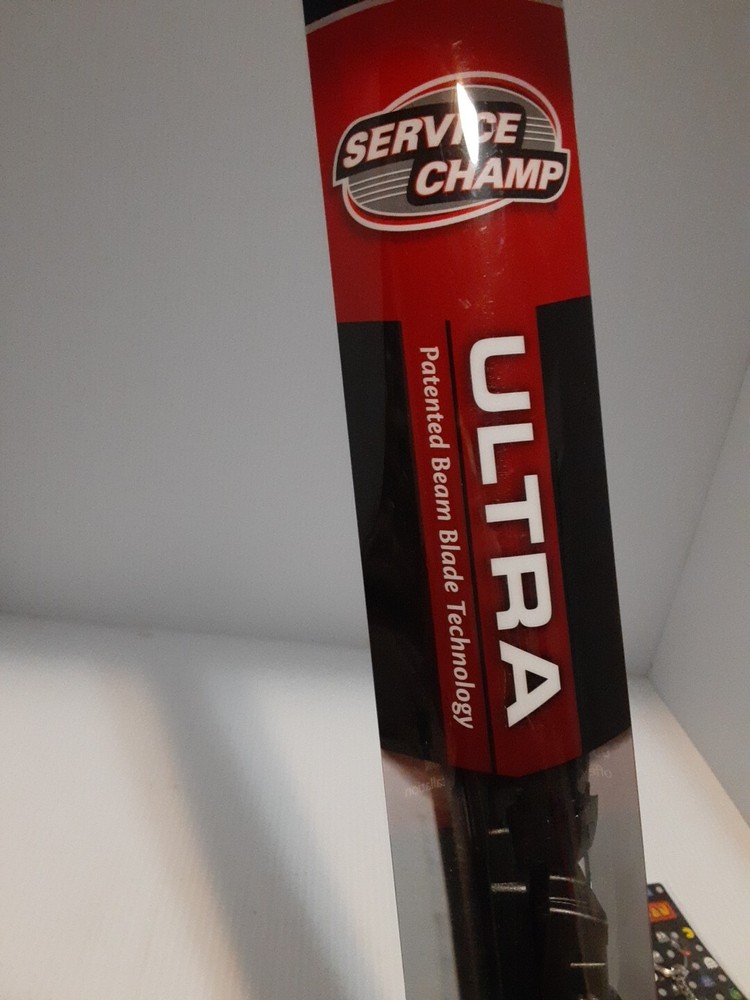 SERVICE
CHAMP
ULTRA
Patented Beam Blade Technology